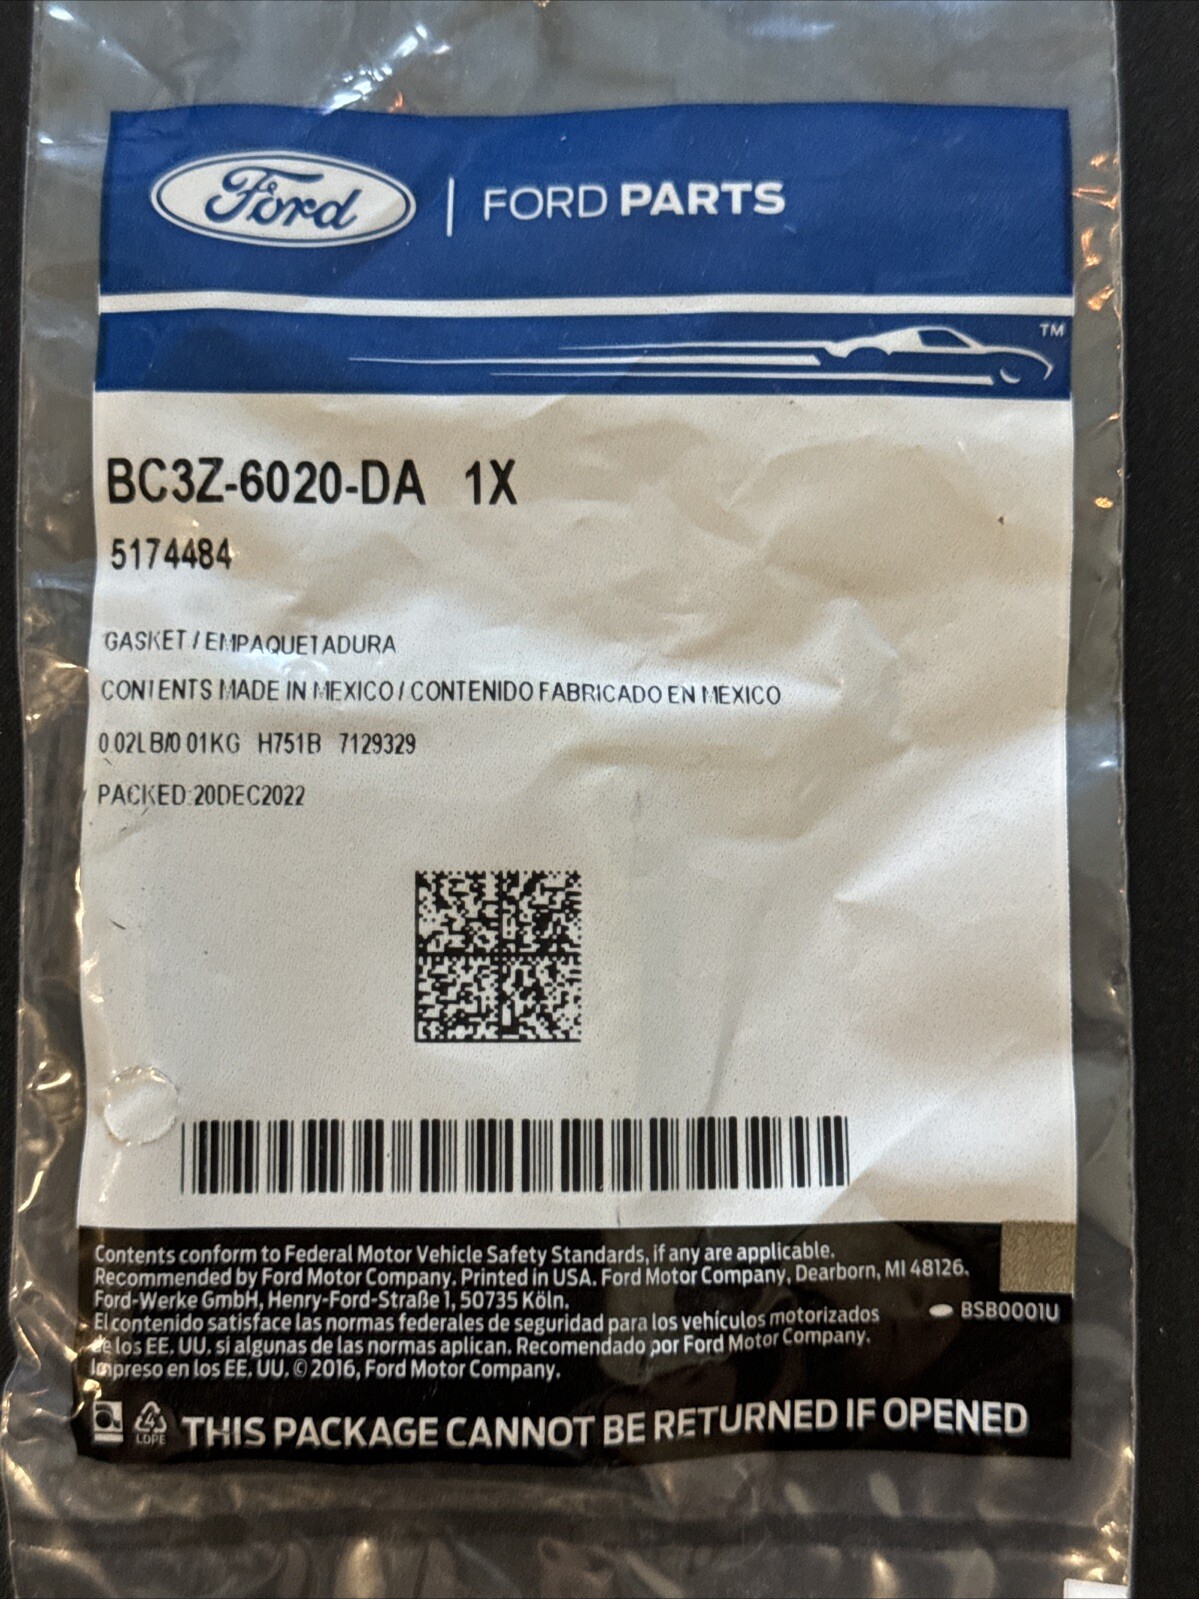 Ford | FORD PARTS
TM
BC3Z-6020-DA 1X
5174484
GASKET / EMPAQUETADURA
CONTENTS MADE IN MEXICO / CONTENIDO FABRICADO EN MEXICO
0.02LB/0.01KG H751B 7129329
PACKED:20DEC2022
Contents conform to Federal Motor Vehicle Safety Standards, if any are applicable.
Recommended by Ford Motor Company. Printed in USA. Ford Motor Company, Dearborn, MI 48126.
Ford-Werke GmbH, Henry-Ford-Straße 1, 50735 Köln.
El contenido satisface las normas federales de seguridad para los vehículos motorizados
de los EE. UU. si algunas de las normas aplican. Recomendado por Ford Motor Company.
Impreso en los EE. UU. © 2016, Ford Motor Company.
BSB0001U
4
LDPE
THIS PACKAGE CANNOT BE RETURNED IF OPENED